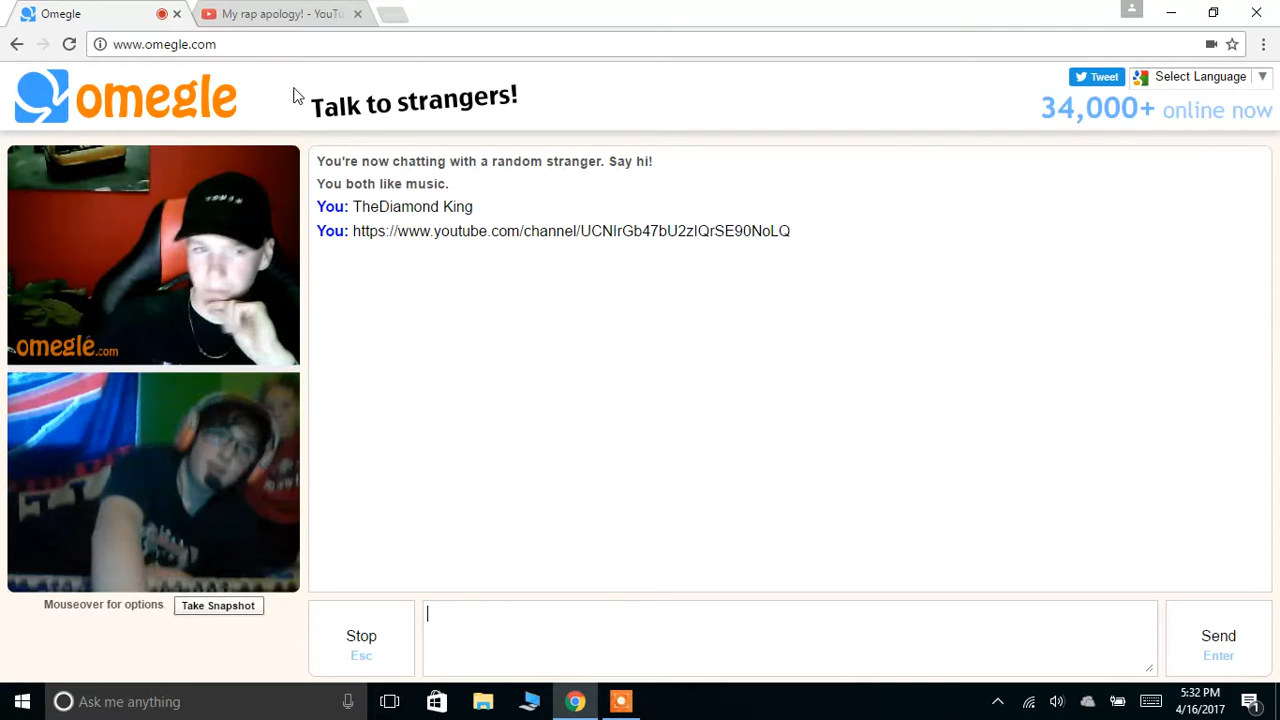 Omegle
My rap apology! - YouTu
www.omegle.com
omegle
Talk to strangers!
Tweet
Select Language
34,000+ online now
You're now chatting with a random stranger. Say hi!
You both like music.
You: TheDiamond King
You: https://www.youtube.com/channel/UCNIrGb47bU2zIQrSE90NoLQ
omegle.com
Mouseover for options
Take Snapshot
Stop
Esc
Send
Enter
Ask me anything
5:32 PM
4/16/2017
1